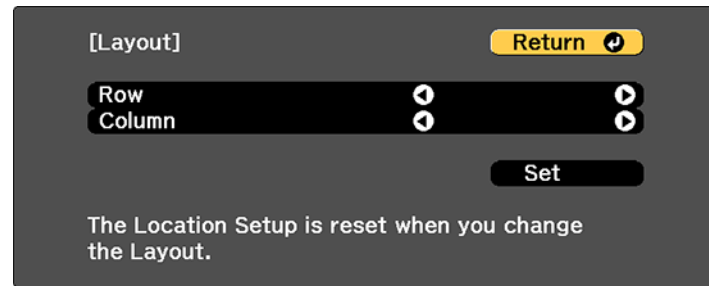 [Layout]
Return
Row
Column
Set
The Location Setup is reset when you change
the Layout.